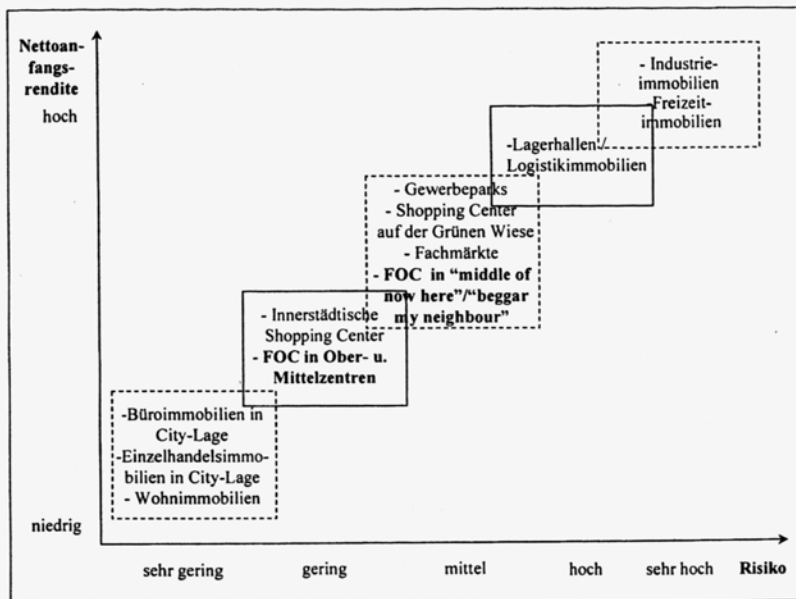 Nettoan-
fangs-
rendite
hoch
- Industrie-
immobilien
-Freizeit-
immobilien
-Lagerhallen /
Logistikimmobilien
- Gewerbeparks
- Shopping Center
auf der Grünen Wiese
- Fachmärkte
- FOC in “middle of
now here”/“beggar
my neighbour”
- Innerstädtische
Shopping Center
- FOC in Ober- u.
Mittelzentren
-Büroimmobilien in
City-Lage
-Einzelhandelsimmo-
bilien in City-Lage
- Wohnimmobilien
niedrig
sehr gering gering mittel hoch sehr hoch Risiko